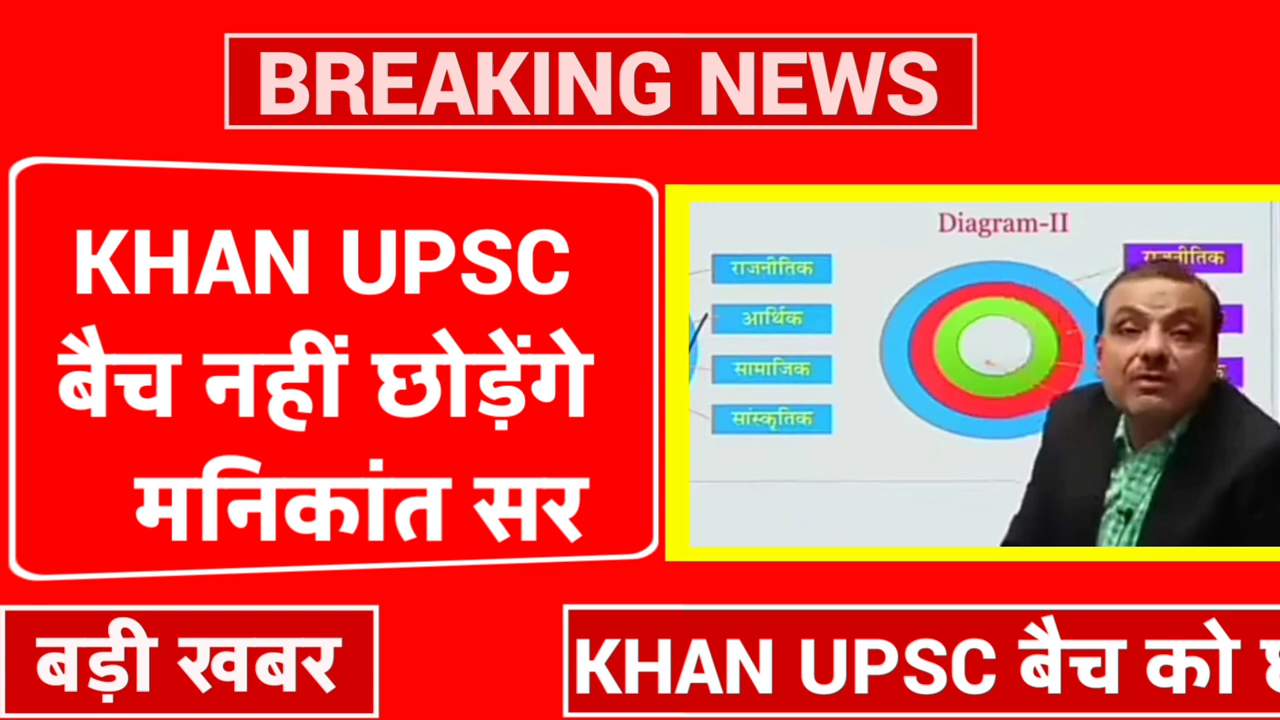 BREAKING NEWS
KHAN UPSC
बैच नहीं छोड़ेंगे
मनिकांत सर
Diagram-II
राजनीतिक
आर्थिक
सामाजिक
सांस्कृतिक
राजनीतिक
बड़ी खबर
KHAN UPSC बैच को